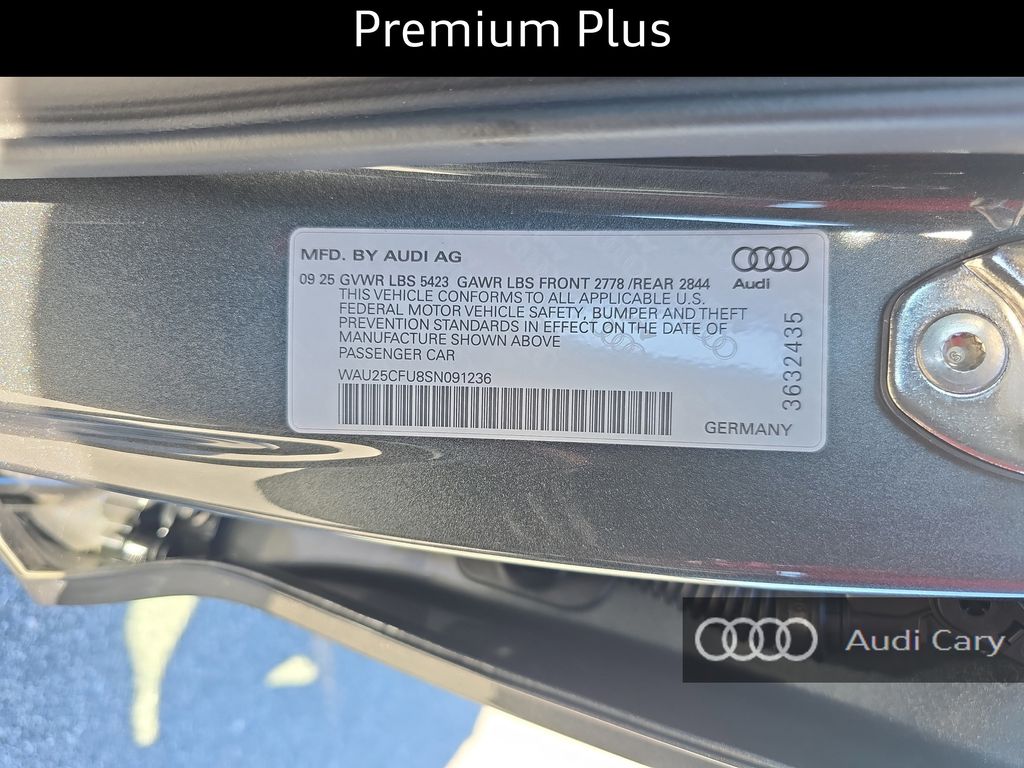 Premium Plus
MFD. BY AUDI AG
09 25 GVWR LBS 5423 GAWR LBS FRONT 2778 /REAR 2844
Audi
THIS VEHICLE CONFORMS TO ALL APPLICABLE U.S.
FEDERAL MOTOR VEHICLE SAFETY, BUMPER AND THEFT
PREVENTION STANDARDS IN EFFECT ON THE DATE OF
MANUFACTURE SHOWN ABOVE
PASSENGER CAR
WAU25CFU8SN091236
3632435
GERMANY
Audi Cary